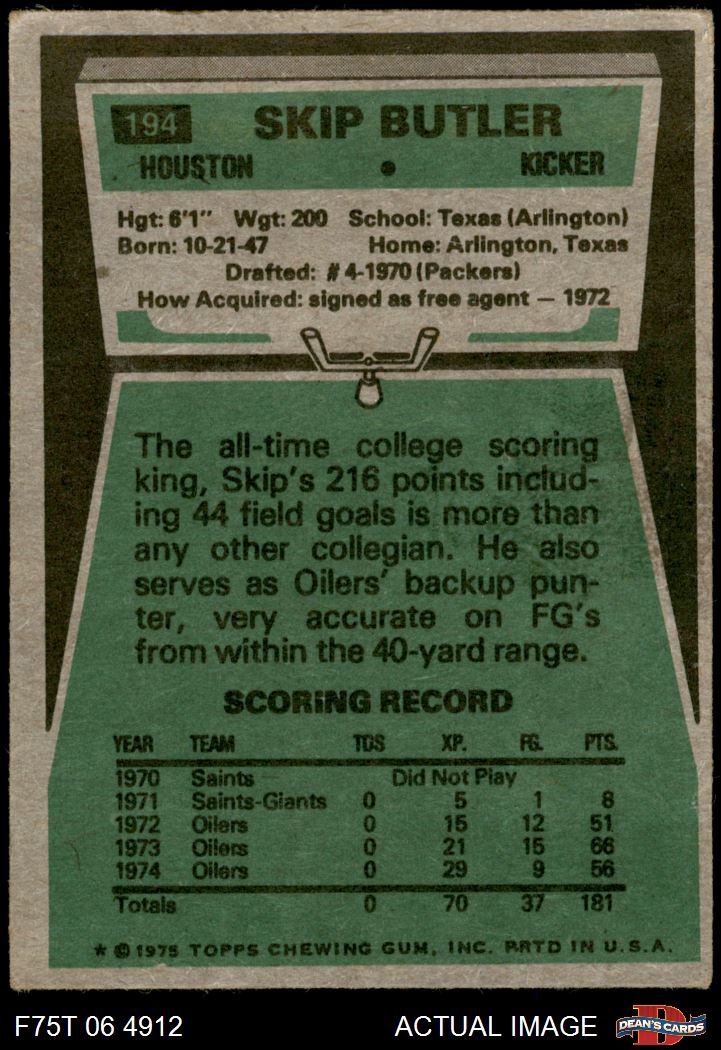 194 SKIP BUTLER
HOUSTON • KICKER
Hgt: 6'1" Wgt: 200 School: Texas (Arlington)
Born: 10-21-47 Home: Arlington, Texas
Drafted: #4-1970 (Packers)
How Acquired: signed as free agent — 1972
The all-time college scoring
king, Skip's 216 points includ-
ing 44 field goals is more than
any other collegian. He also
serves as Oilers' backup pun-
ter, very accurate on FG's
from within the 40-yard range.
SCORING RECORD
YEAR TEAM TDS XP. FG. PTS.
1970 Saints Did Not Play
1971 Saints-Giants 0 5 1 8
1972 Oilers 0 15 12 51
1973 Oilers 0 21 15 66
1974 Oilers 0 29 9 56
Totals 0 70 37 181
* © 1975 TOPPS CHEWING GUM, INC. PRTD IN U.S.A.
F75T 06 4912 ACTUAL IMAGE D DEAN'S CARDS